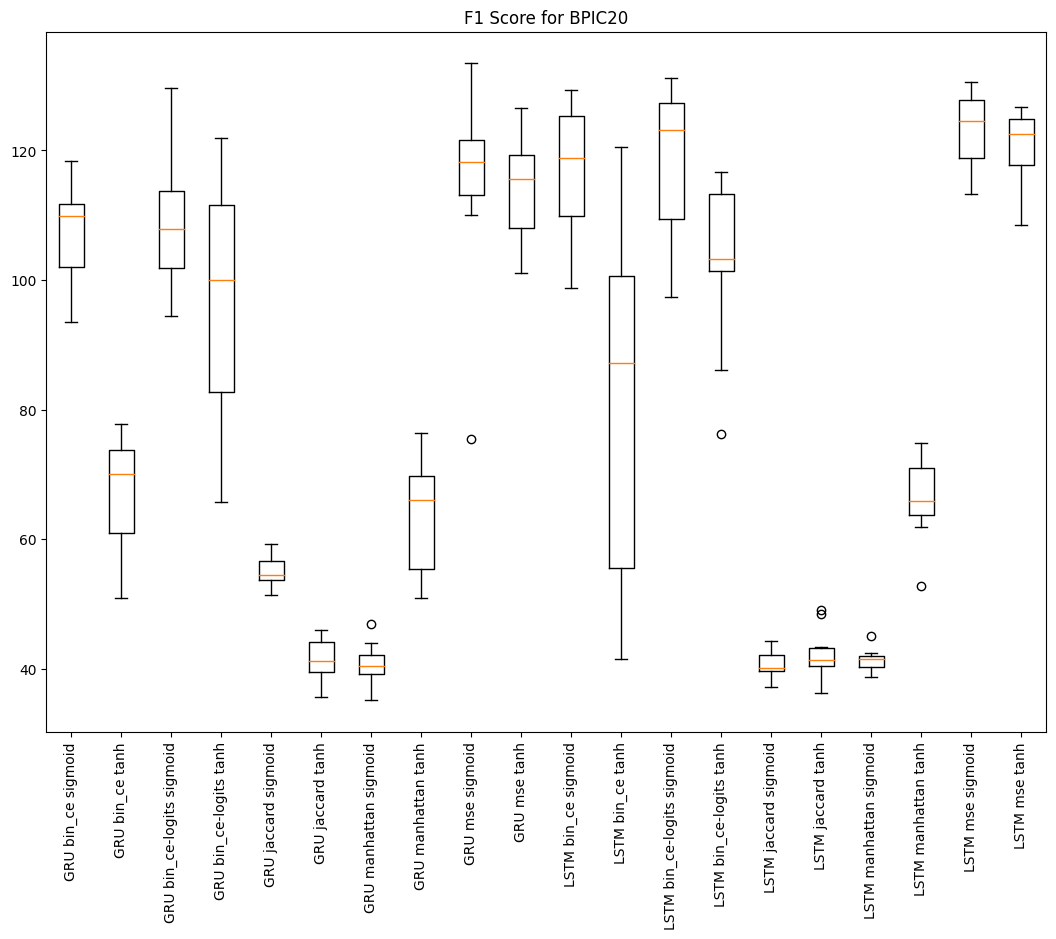 F1 Score for BPIC20
120
100
80
60
40
GRU bin_ce sigmoid
GRU bin_ce tanh
GRU bin_ce-logits sigmoid
GRU bin_ce-logits tanh
GRU jaccard sigmoid
GRU jaccard tanh
GRU manhattan sigmoid
GRU manhattan tanh
GRU mse sigmoid
GRU mse tanh
LSTM bin_ce sigmoid
LSTM bin_ce tanh
LSTM bin_ce-logits sigmoid
LSTM bin_ce-logits tanh
LSTM jaccard sigmoid
LSTM jaccard tanh
LSTM manhattan sigmoid
LSTM manhattan tanh
LSTM mse sigmoid
LSTM mse tanh